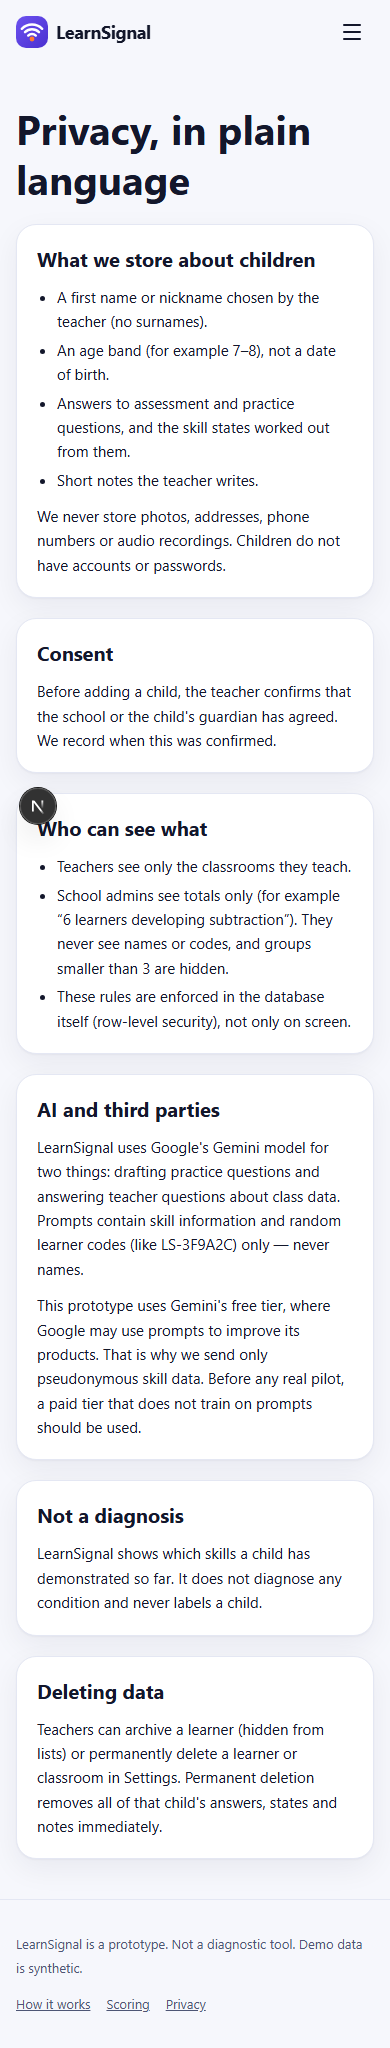 LearnSignal
Privacy, in plain
language
What we store about children
• A first name or nickname chosen by the
teacher (no surnames).
• An age band (for example 7–8), not a date
of birth.
• Answers to assessment and practice
questions, and the skill states worked out
from them.
• Short notes the teacher writes.
We never store photos, addresses, phone
numbers or audio recordings. Children do not
have accounts or passwords.
Consent
Before adding a child, the teacher confirms that
the school or the child's guardian has agreed.
We record when this was confirmed.
N
Who can see what
• Teachers see only the classrooms they teach.
• School admins see totals only (for example
“6 learners developing subtraction”). They
never see names or codes, and groups
smaller than 3 are hidden.
• These rules are enforced in the database
itself (row-level security), not only on screen.
AI and third parties
LearnSignal uses Google's Gemini model for
two things: drafting practice questions and
answering teacher questions about class data.
Prompts contain skill information and random
learner codes (like LS-3F9A2C) only — never
names.
This prototype uses Gemini's free tier, where
Google may use prompts to improve its
products. That is why we send only
pseudonymous skill data. Before any real pilot,
a paid tier that does not train on prompts
should be used.
Not a diagnosis
LearnSignal shows which skills a child has
demonstrated so far. It does not diagnose any
condition and never labels a child.
Deleting data
Teachers can archive a learner (hidden from
lists) or permanently delete a learner or
classroom in Settings. Permanent deletion
removes all of that child's answers, states and
notes immediately.
LearnSignal is a prototype. Not a diagnostic tool. Demo data
is synthetic.
How it works Scoring Privacy